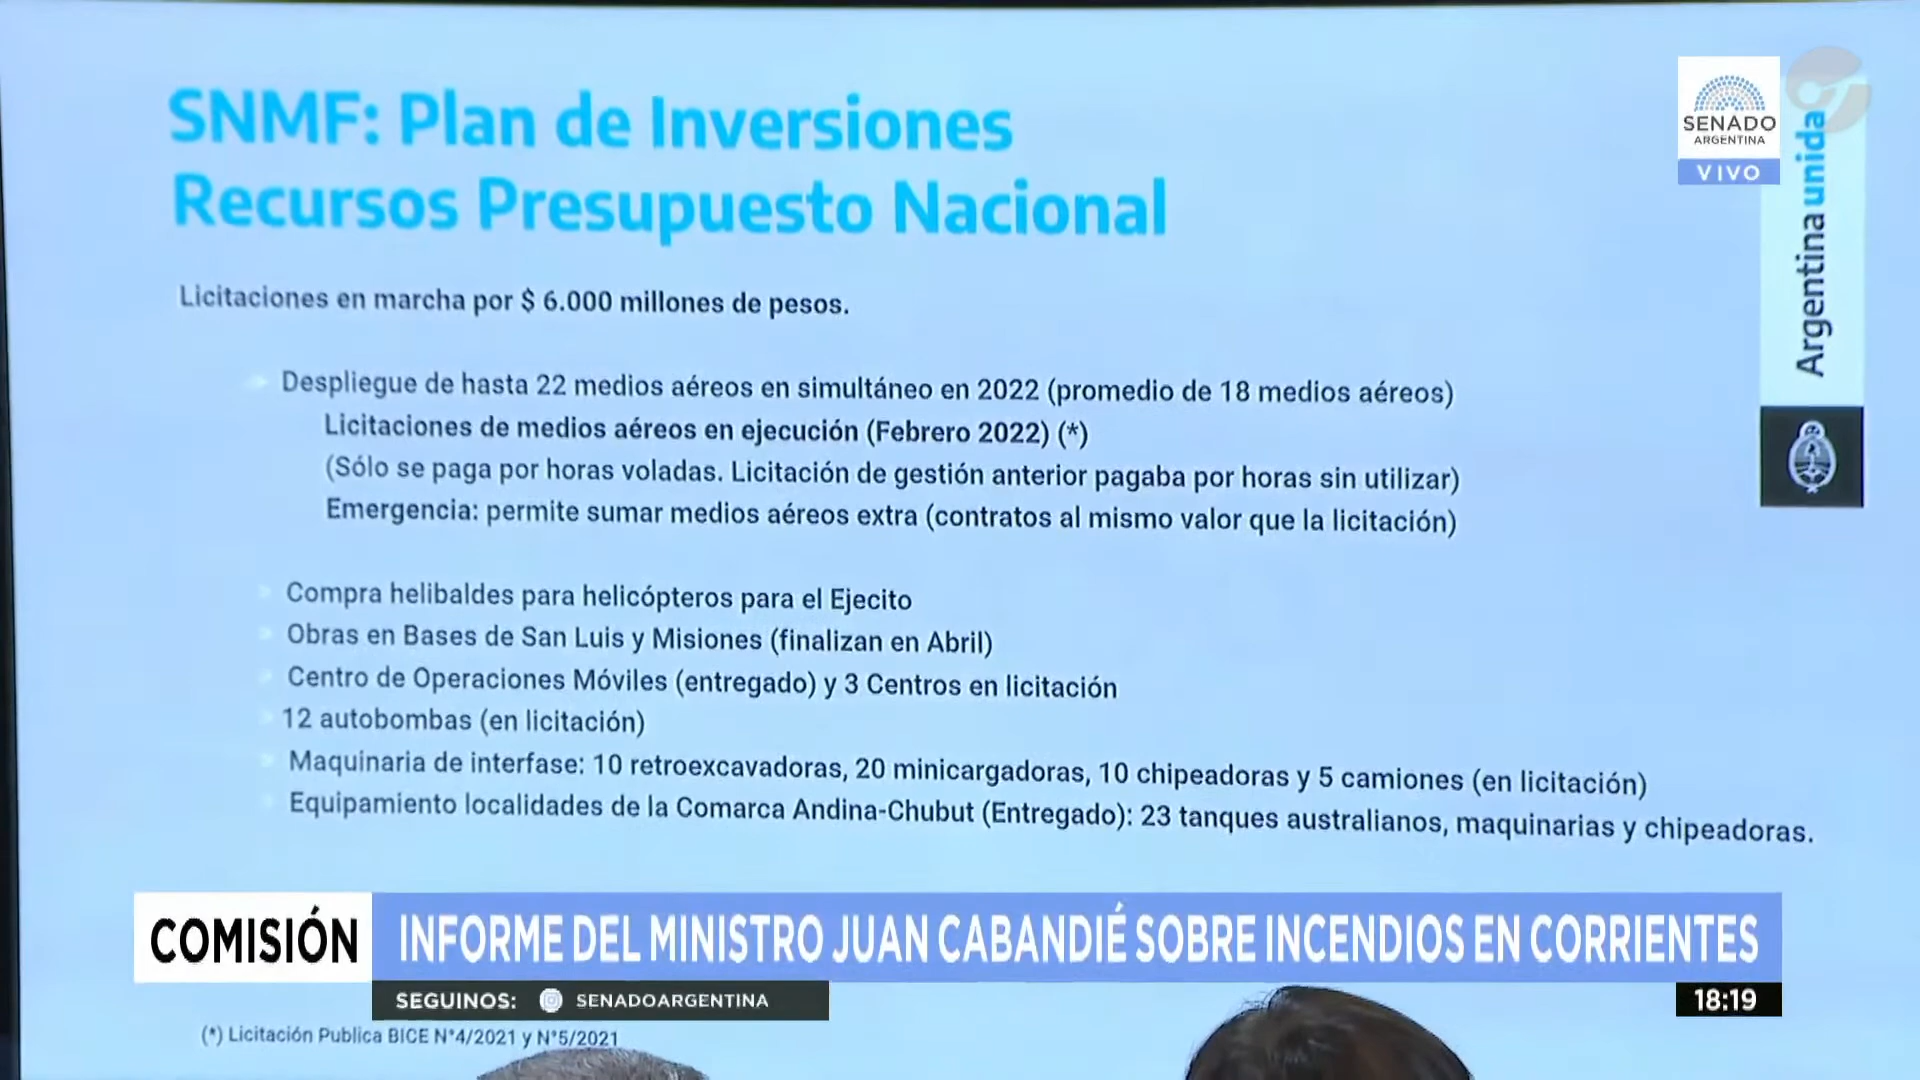 SNMF: Plan de Inversiones
Recursos Presupuesto Nacional
SENADO
ARGENTINA
VIVO
Argentina unida
Licitaciones en marcha por $ 6.000 millones de pesos.
Despliegue de hasta 22 medios aéreos en simultáneo en 2022 (promedio de 18 medios aéreos)
Licitaciones de medios aéreos en ejecución (Febrero 2022) (*)
(Sólo se paga por horas voladas. Licitación de gestión anterior pagaba por horas sin utilizar)
Emergencia: permite sumar medios aéreos extra (contratos al mismo valor que la licitación)
Compra helibaldes para helicópteros para el Ejecito
Obras en Bases de San Luis y Misiones (finalizan en Abril)
Centro de Operaciones Móviles (entregado) y 3 Centros en licitación
12 autobombas (en licitación)
Maquinaria de interfase: 10 retroexcavadoras, 20 minicargadoras, 10 chipeadoras y 5 camiones (en licitación)
Equipamiento localidades de la Comarca Andina-Chubut (Entregado): 23 tanques australianos, maquinarias y chipeadoras.
COMISIÓN
INFORME DEL MINISTRO JUAN CABANDIÉ SOBRE INCENDIOS EN CORRIENTES
SEGUINOS: SENADOARGENTINA
18:19
(*) Licitación Publica BICE N°4/2021 y N°5/2021